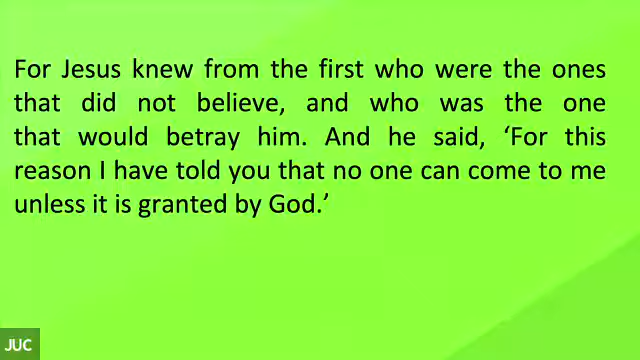 For Jesus knew from the first who were the ones
that did not believe, and who was the one
that would betray him. And he said, ‘For this
reason I have told you that no one can come to me
unless it is granted by God.’
JUC